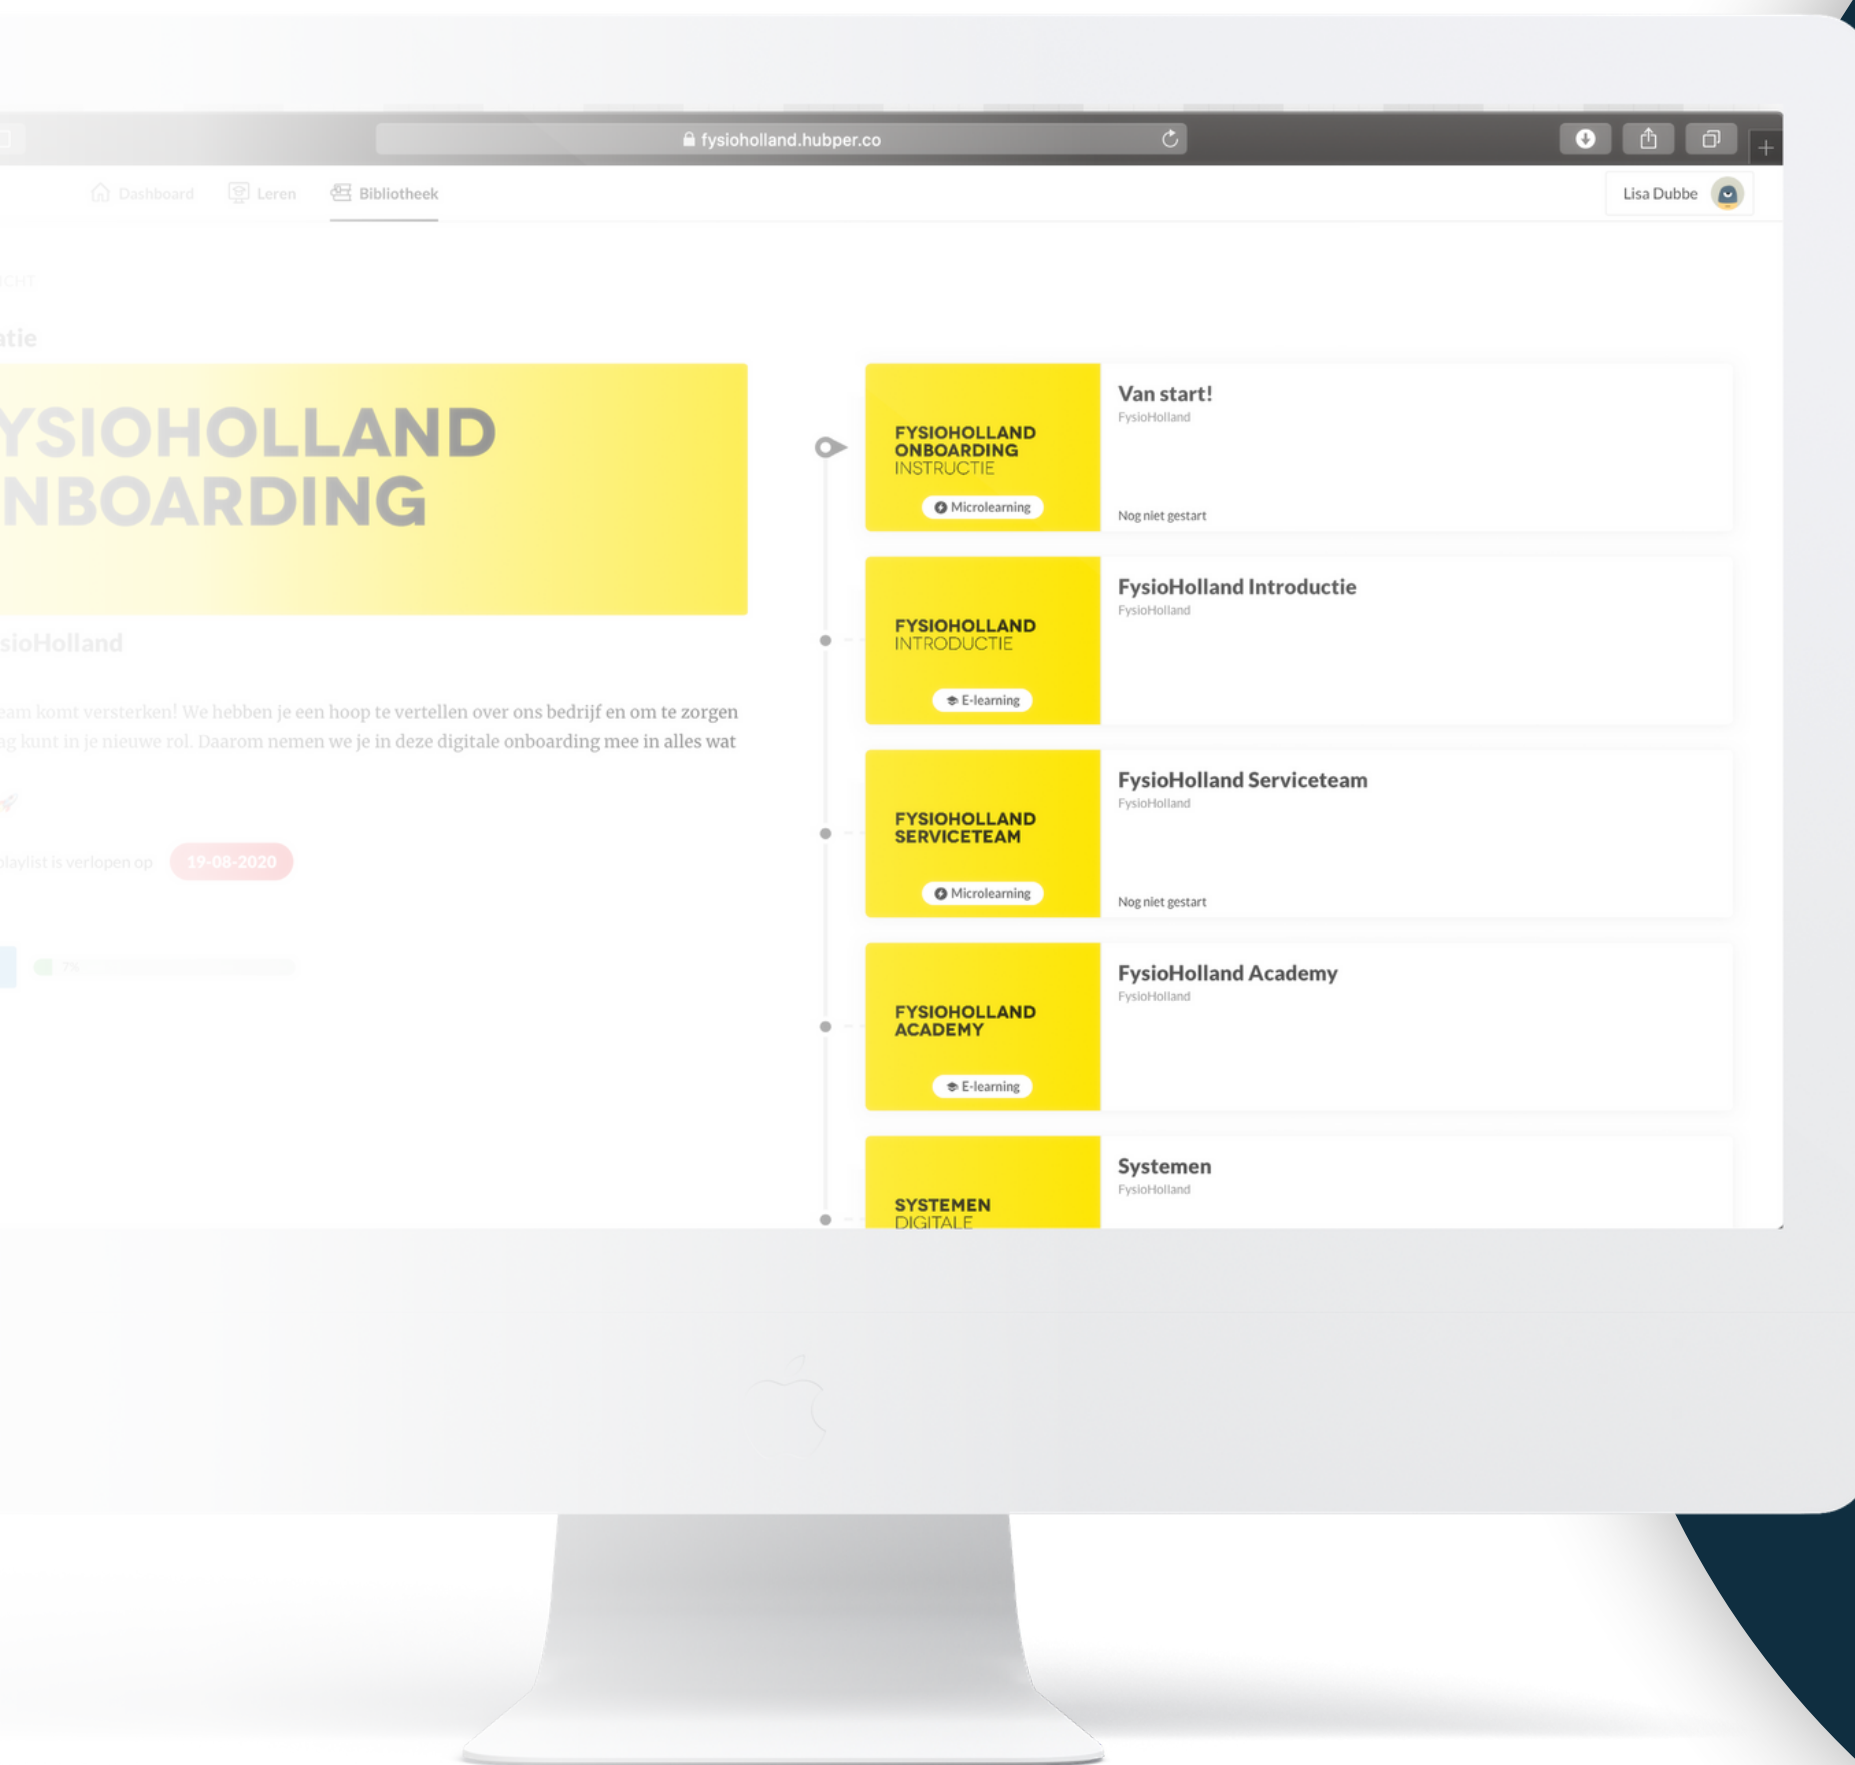 fysioholland.hubper.co
Dashboard Leren Bibliotheek
Lisa Dubbe
ICHT
atie
YSIOHOLLAND
NBOARDING
sioHolland
eam komt versterken! We hebben je een hoop te vertellen over ons bedrijf en om te zorgen
ag kunt in je nieuwe rol. Daarom nemen we je in deze digitale onboarding mee in alles wat
playlist is verlopen op 19-08-2020
7%
FYSIOHOLLAND
ONBOARDING
INSTRUCTIE
Microlearning
Van start!
FysioHolland
Nog niet gestart
FYSIOHOLLAND
INTRODUCTIE
E-learning
FysioHolland Introductie
FysioHolland
FYSIOHOLLAND
SERVICETEAM
Microlearning
FysioHolland Serviceteam
FysioHolland
Nog niet gestart
FYSIOHOLLAND
ACADEMY
E-learning
FysioHolland Academy
FysioHolland
SYSTEMEN
DIGITALE
Systemen
FysioHolland